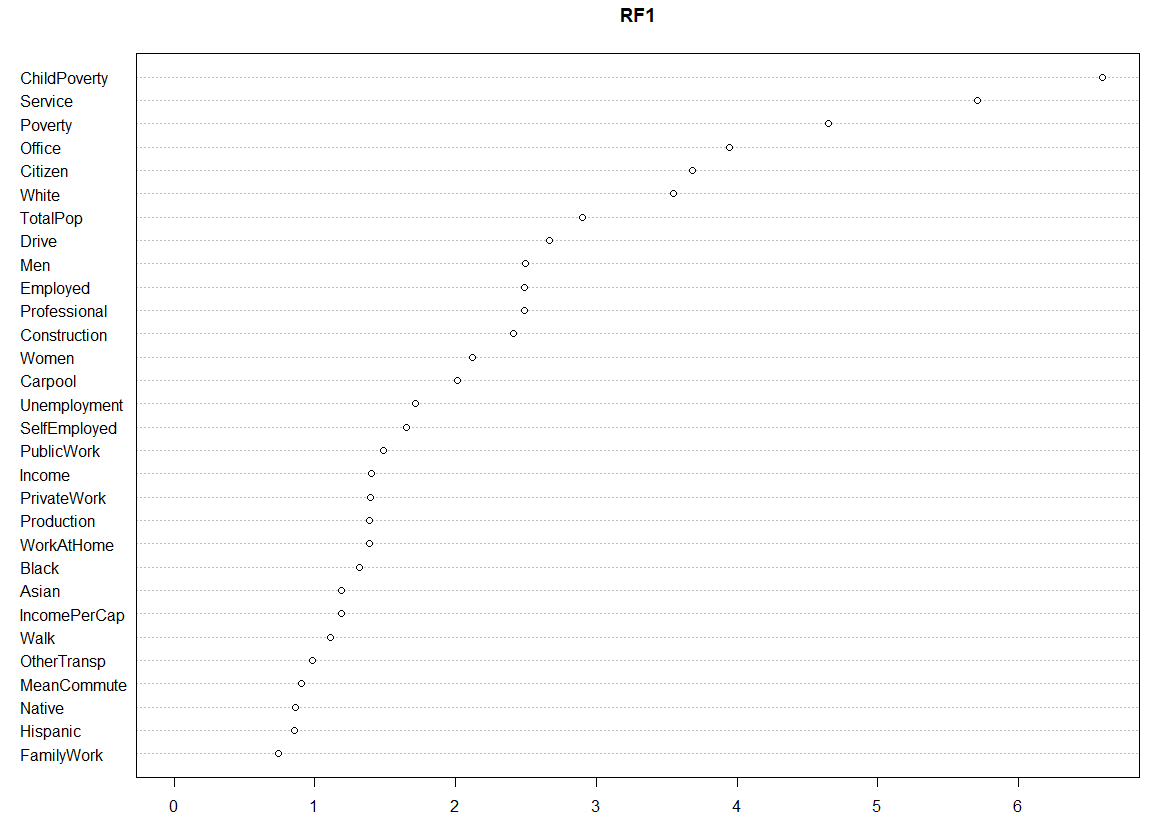 RF1
ChildPoverty
Service
Poverty
Office
Citizen
White
TotalPop
Drive
Men
Employed
Professional
Construction
Women
Carpool
Unemployment
SelfEmployed
PublicWork
Income
PrivateWork
Production
WorkAtHome
Black
Asian
IncomePerCap
Walk
OtherTransp
MeanCommute
Native
Hispanic
FamilyWork
0 1 2 3 4 5 6